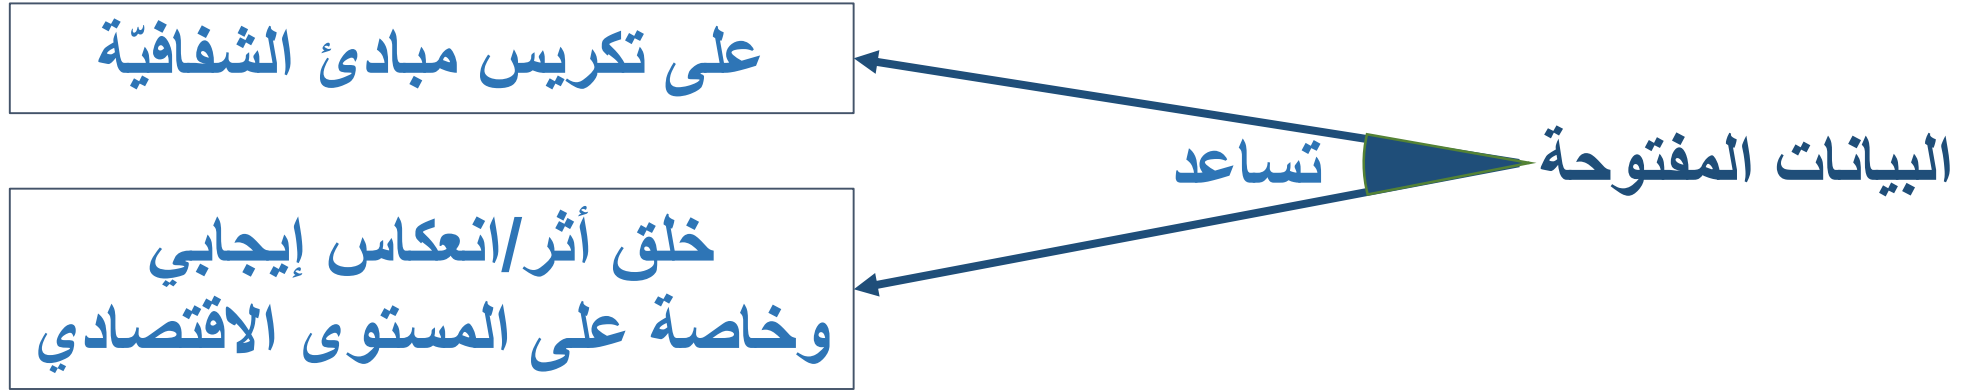 البيانات المفتوحة
تساعد
على تكريس مبادئ الشفافيّة
خلق أثر/انعكاس إيجابي
وخاصة على المستوى الاقتصادي